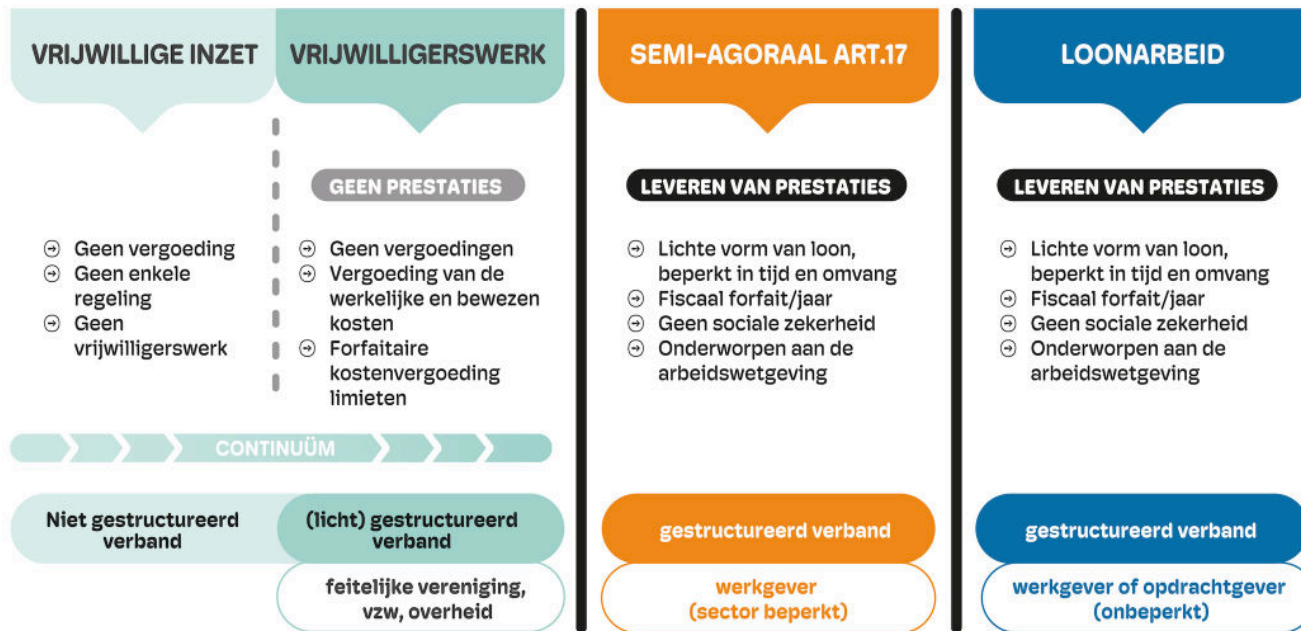 VRIJWILLIGE INZET
VRIJWILLIGERSWERK
SEMI-AGORAAL ART.17
LOONARBEID
GEEN PRESTATIES
LEVEREN VAN PRESTATIES
LEVEREN VAN PRESTATIES
Geen vergoeding
Geen enkele
regeling
Geen
vrijwilligerswerk
Geen vergoedingen
Vergoeding van de
werkelijke en bewezen
kosten
Forfaitaire
kostenvergoeding
limieten
Lichte vorm van loon,
beperkt in tijd en omvang
Fiscaal forfait/jaar
Geen sociale zekerheid
Onderworpen aan de
arbeidswetgeving
Lichte vorm van loon,
beperkt in tijd en omvang
Fiscaal forfait/jaar
Geen sociale zekerheid
Onderworpen aan de
arbeidswetgeving
CONTINUÜM
Niet gestructureerd
verband
(licht) gestructureerd
verband
gestructureerd verband
gestructureerd verband
feitelijke vereniging,
vzw, overheid
werkgever
(sector beperkt)
werkgever of opdrachtgever
(onbeperkt)